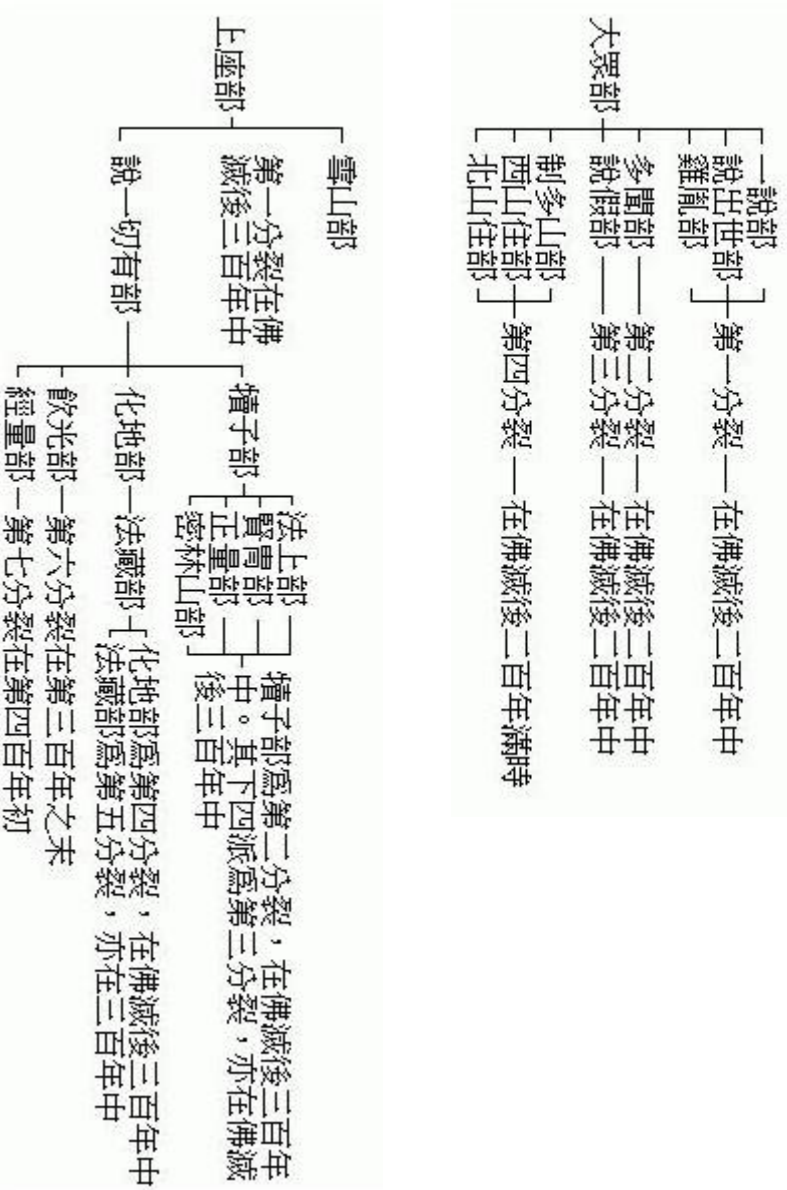 大眾部
一說部
說出世部
雞胤部
第一分裂
在佛滅後二百年中
多聞部
第二分裂
在佛滅後二百年中
說假部
第三分裂
在佛滅後二百年中
制多山部
西山住部
北山住部
第四分裂
在佛滅後二百年滿時
上座部
雪山部
第一分裂在佛
滅後三百年中
說一切有部
犢子部
法上部
賢冑部
正量部
密林山部
犢子部為第二分裂，在佛滅後三百年
中。其下四派為第三分裂，亦在佛滅
後三百年中
化地部
法藏部
化地部為第四分裂，在佛滅後三百年中
法藏部為第五分裂，亦在三百年中
飲光部
第六分裂在第三百年之末
經量部
第七分裂在第四百年初